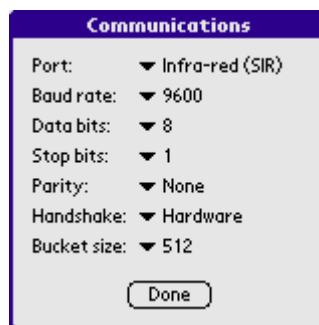 Communications
Port: Infra-red (SIR)
Baud rate: 9600
Data bits: 8
Stop bits: 1
Parity: None
Handshake: Hardware
Bucket size: 512
Done